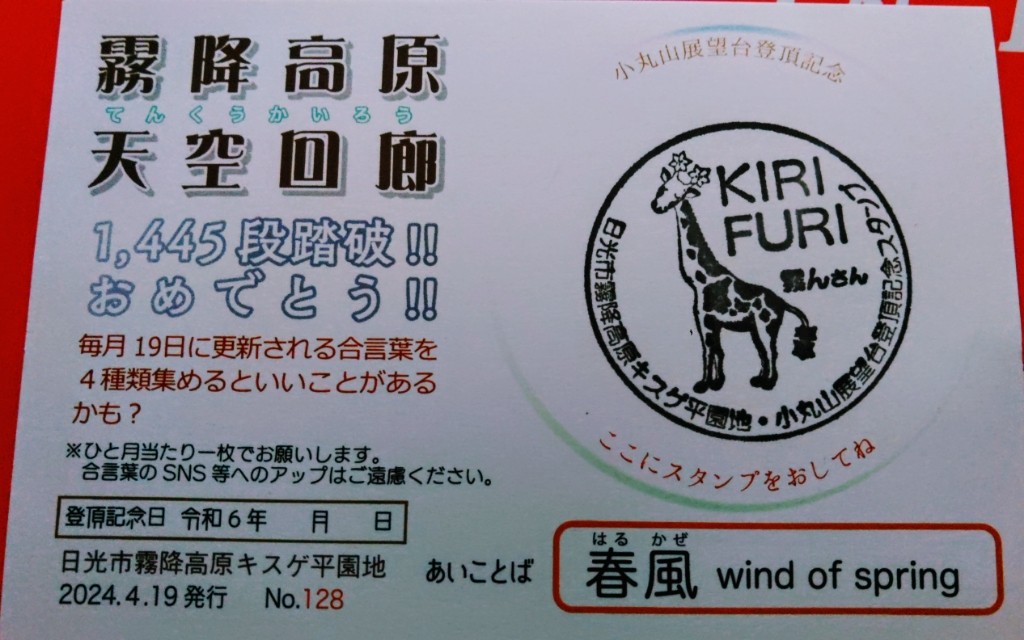 霧降高原
てんくうかいろう
天空回廊
1,445段踏破!!
おめでとう!!
毎月19日に更新される合言葉を
4種類集めるといいことがある
かも？
※ひと月当たり一枚でお願いします。
合言葉のSNS等へのアップはご遠慮ください。
登頂記念日 令和6年 月 日
日光市霧降高原キスゲ平園地
2024.4.19発行 No.128
小丸山展望台登頂記念
KIRI
FURI
霧んさん
日光市霧降高原キスゲ平園地・小丸山展望台登頂記念スタンプ
ここにスタンプをおしてね
あいことば
はる かぜ
春風 wind of spring